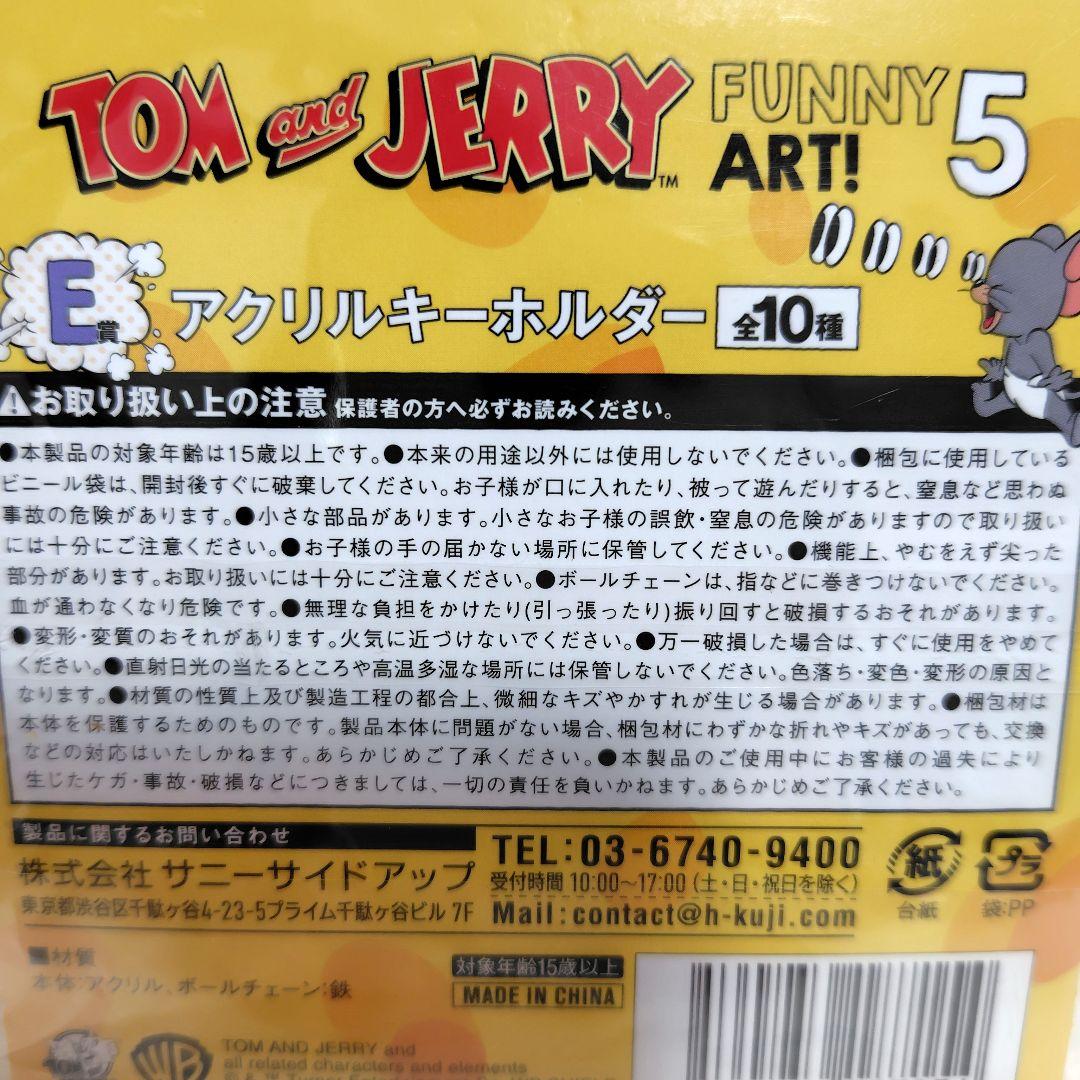 TOM and JERRY™ FUNNY ART! 5
E賞 アクリルキーホルダー 全10種
お取り扱い上の注意 保護者の方へ必ずお読みください。
●本製品の対象年齢は15歳以上です。●本来の用途以外には使用しないでください。●梱包に使用している
ビニール袋は、開封後すぐに破棄してください。お子様が口に入れたり、被って遊んだりすると、窒息など思わぬ
事故の危険があります。●小さな部品があります。小さなお子様の誤飲・窒息の危険がありますので取り扱い
には十分にご注意ください。●お子様の手の届かない場所に保管してください。●機能上、やむをえず尖った
部分があります。お取り扱いには十分にご注意ください。●ボールチェーンは、指などに巻きつけないでください。
血が通わなくなり危険です。●無理な負担をかけたり(引っ張ったり)振り回すと破損するおそれがあります。
●変形・変質のおそれがあります。火気に近づけないでください。●万一破損した場合は、すぐに使用をやめて
ください。●直射日光の当たるところや高温多湿な場所には保管しないでください。色落ち・変色・変形の原因と
なります。●材質の性質上及び製造工程の都合上、微細なキズやかすれが生じる場合があります。●梱包材は
本体を保護するためのものです。製品本体に問題がない場合、梱包材にわずかな折れやキズがあっても、交換
などの対応はいたしかねます。あらかじめご了承ください。●本製品のご使用中にお客様の過失により
生じたケガ・事故・破損などにつきましては、一切の責任を負いかねます。あらかじめご了承ください。
製品に関するお問い合わせ
株式会社 サニーサイドアップ
東京都渋谷区千駄ヶ谷4-23-5プライム千駄ヶ谷ビル 7F
TEL:03-6740-9400
受付時間 10:00〜17:00 (土・日・祝日を除く)
Mail:contact@h-kuji.com
紙
台紙
プラ
袋:PP
■材質
本体:アクリル、ボールチェーン:鉄
対象年齢15歳以上
MADE IN CHINA
WB
TOM AND JERRY and
all related characters and elements